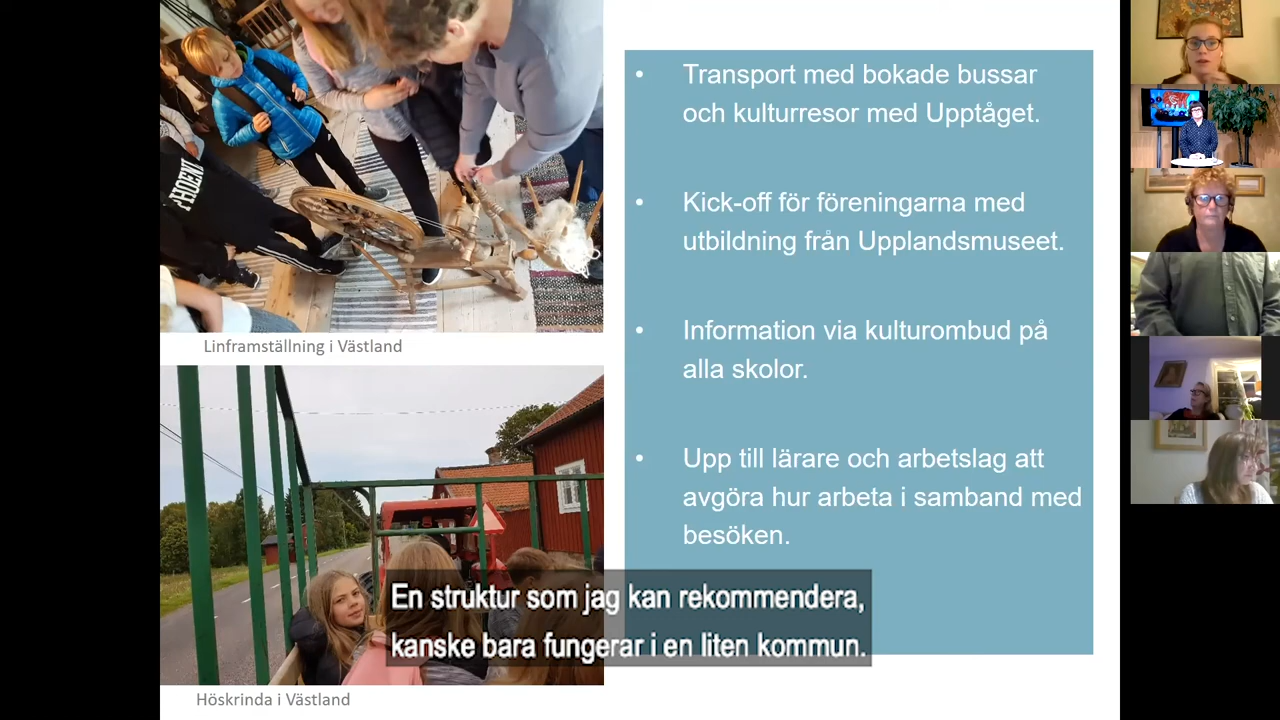 PHOENI
Linframställning i Västland
Höskrinda i Västland
• Transport med bokade bussar
och kulturresor med Upptåget.
• Kick-off för föreningarna med
utbildning från Upplandsmuseet.
• Information via kulturombud på
alla skolor.
• Upp till lärare och arbetslag att
avgöra hur arbeta i samband med
besöken.
En struktur som jag kan rekommendera,
kanske bara fungerar i en liten kommun.